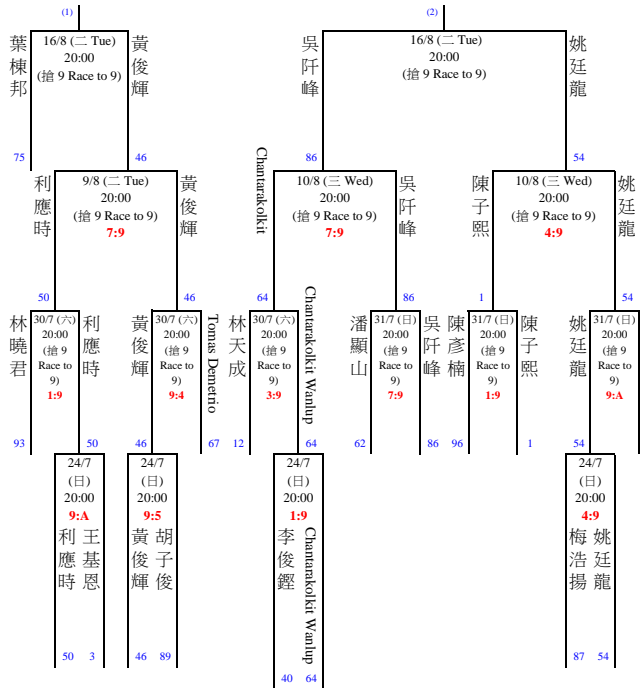 (1)
(2)
葉棟邦
16/8 (二 Tue)
20:00
(搶 9 Race to 9)
黃俊輝
吳阡峰
16/8 (二 Tue)
20:00
(搶 9 Race to 9)
姚廷龍
75
46
86
54
利應時
9/8 (二 Tue)
20:00
(搶 9 Race to 9)
7:9
黃俊輝
Chantarakolkit
10/8 (三 Wed)
20:00
(搶 9 Race to 9)
7:9
吳阡峰
陳子熙
10/8 (三 Wed)
20:00
(搶 9 Race to 9)
4:9
姚廷龍
50
46
64
86
1
54
林曉君
30/7 (六)
20:00
(搶 9
Race to
9)
1:9
利應時
黃俊輝
30/7 (六)
20:00
(搶 9
Race to
9)
9:4
Tomas Demetrio
林天成
30/7 (六)
20:00
(搶 9
Race to
9)
3:9
Chantarakolkit Wanlup
潘顯山
31/7 (日)
20:00
(搶 9
Race to
9)
7:9
吳阡峰
陳彥楠
31/7 (日)
20:00
(搶 9
Race to
9)
1:9
陳子熙
姚廷龍
31/7 (日)
20:00
(搶 9
Race to
9)
9:A
93
50
46
67
12
64
62
86
96
1
54
24/7
(日)
20:00
9:A
利應時
王基恩
24/7
(日)
20:00
9:5
黃俊輝
胡子俊
24/7
(日)
20:00
1:9
李俊鏗
Chantarakolkit Wanlup
24/7
(日)
20:00
4:9
梅浩揚
姚廷龍
50
3
46
89
40
64
87
54